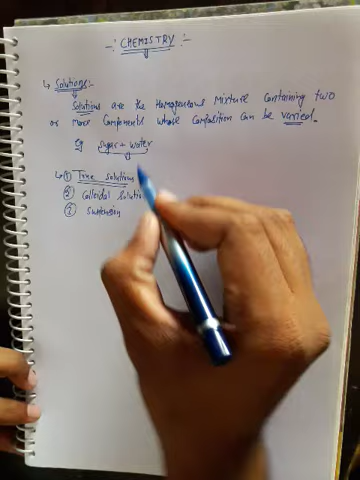 -: CHEMISTRY :-
↳ Solutions:-
Solutions are the Homogeneous Mixture Containing two
or more Components whose Composition can be varied.
eg Sugar + Water
↳ ① True Solutions
② Colloidal Solution
③ Suspension